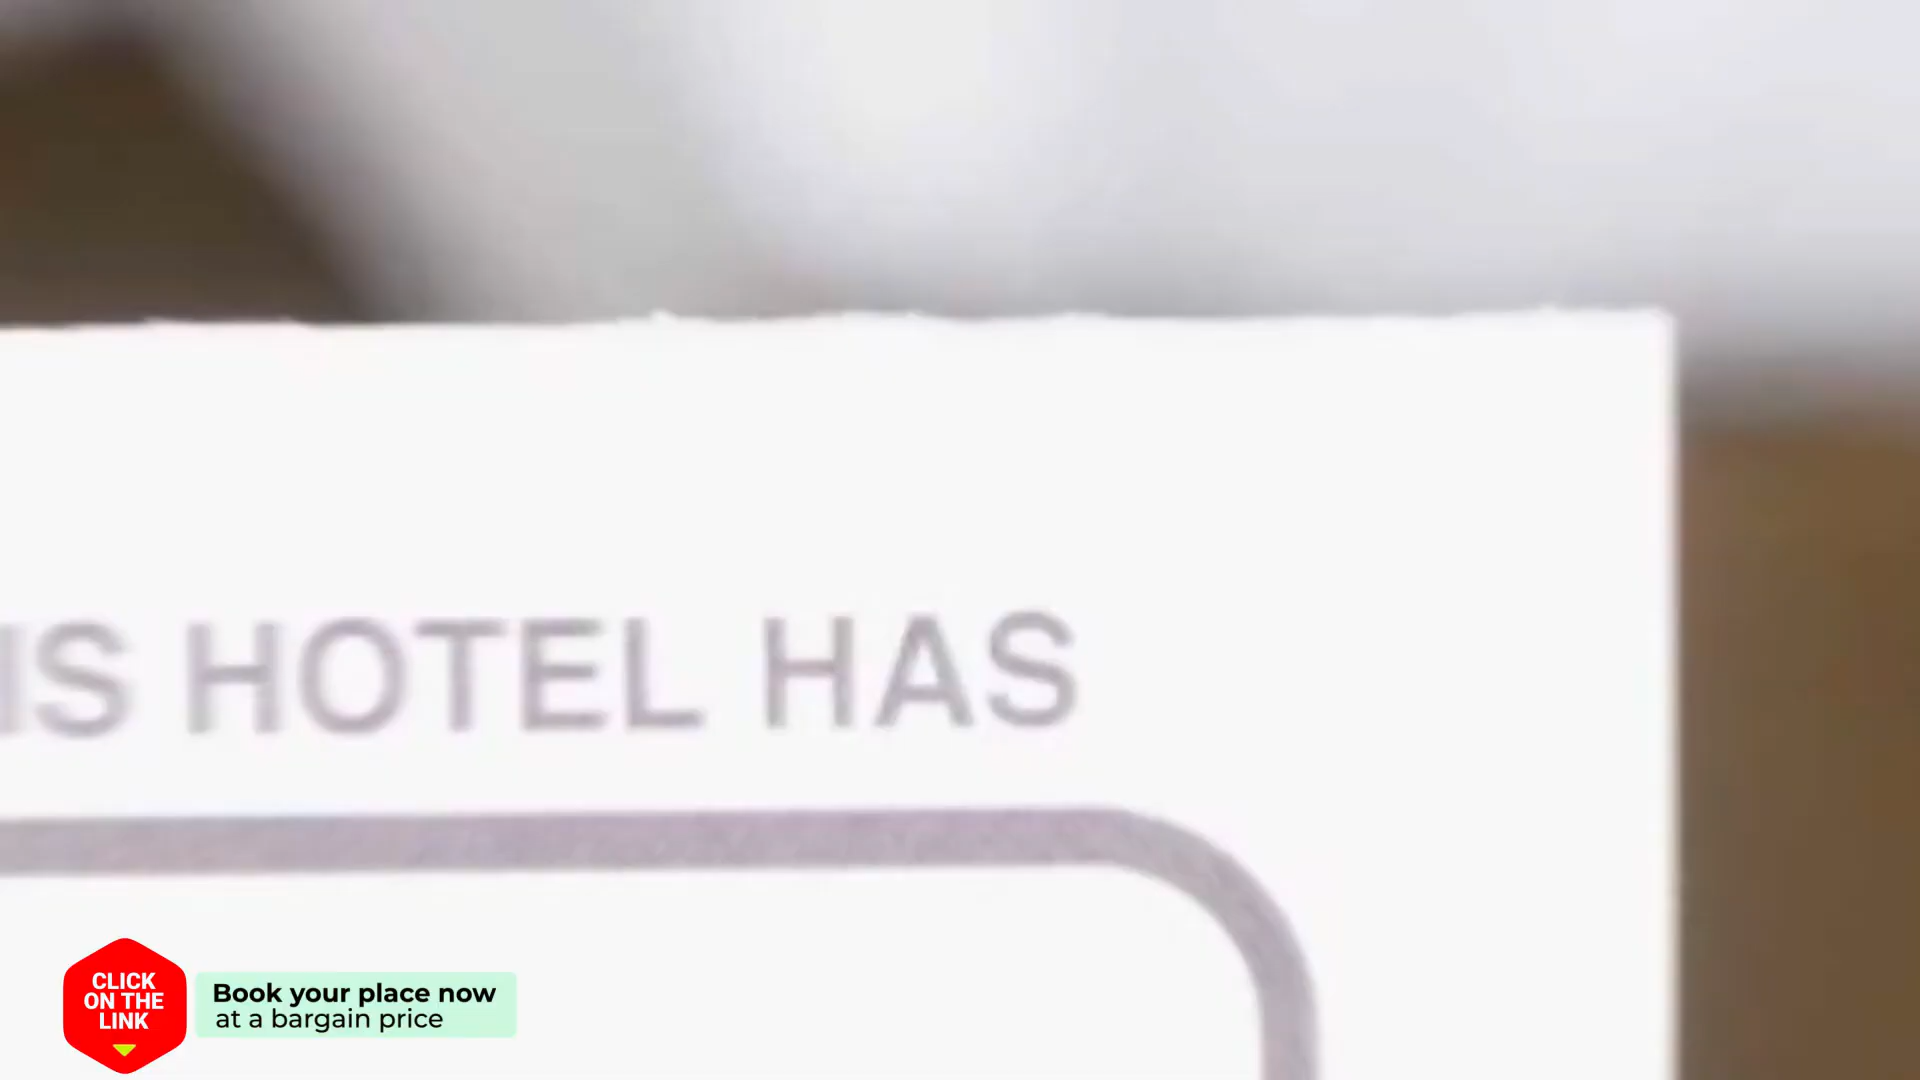 IS HOTEL HAS
CLICK
ON THE
LINK
Book your place now
at a bargain price